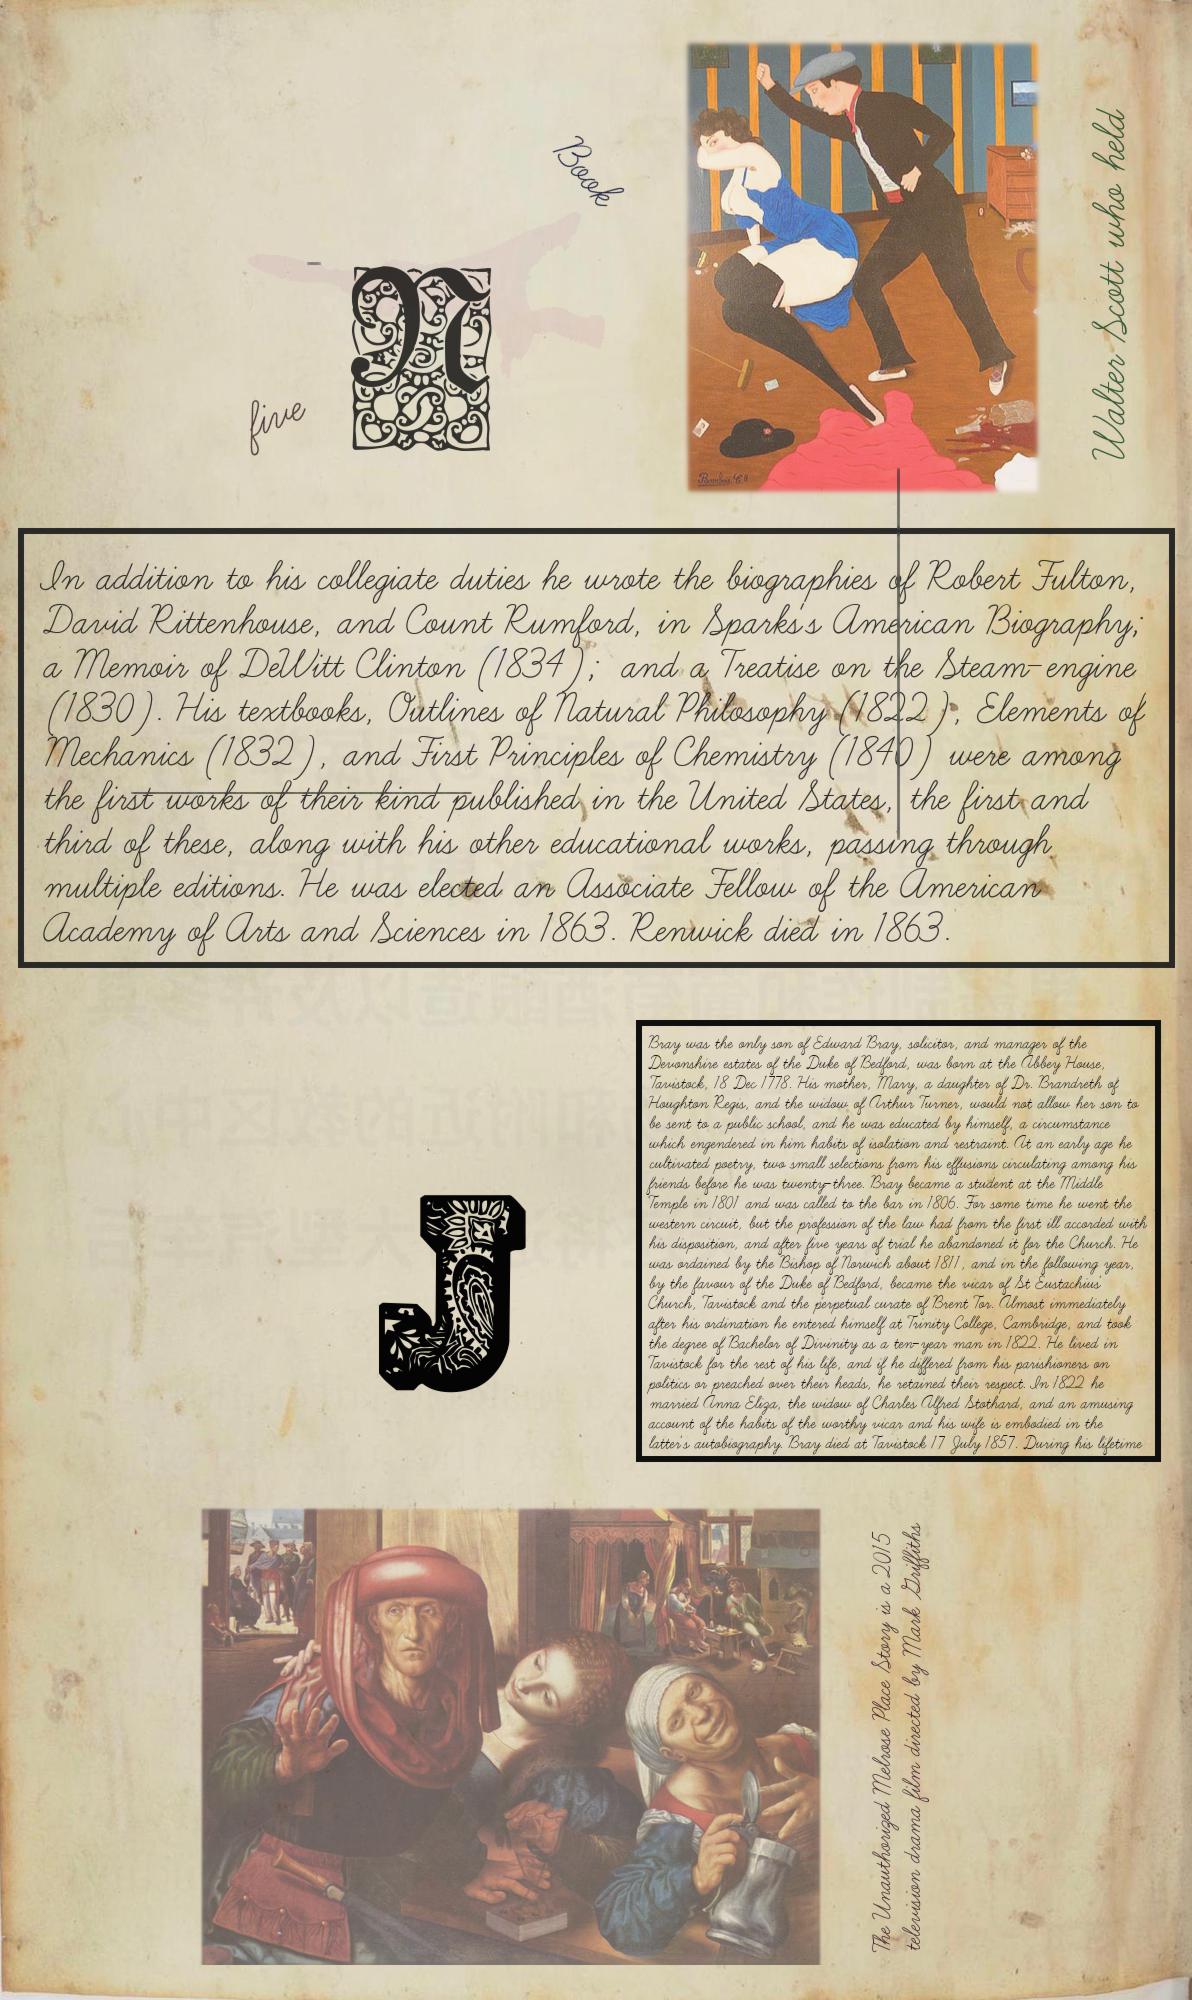 Book
Walter Scott who held
N
five
In addition to his collegiate duties he wrote the biographies of Robert Fulton,
David Rittenhouse, and Count Rumford, in Sparks's American Biography;
a Memoir of DeWitt Clinton (1834); and a Treatise on the Steam-engine
(1830). His textbooks, Outlines of Natural Philosophy (1822), Elements of
Mechanics (1832), and First Principles of Chemistry (1840) were among
the first works of their kind published in the United States, the first and
third of these, along with his other educational works, passing through
multiple editions. He was elected an Associate Fellow of the American
Academy of Arts and Sciences in 1863. Renwick died in 1863.
Bray was the only son of Edward Bray, solicitor, and manager of the
Devonshire estates of the Duke of Bedford, was born at the Abbey House,
Tavistock, 18 Dec 1778. His mother, Mary, a daughter of Dr. Brandreth of
Houghton Regis, and the widow of Arthur Turner, would not allow her son to
be sent to a public school, and he was educated by himself, a circumstance
which engendered in him habits of isolation and restraint. At an early age he
cultivated poetry, two small selections from his effusions circulating among his
friends before he was twenty-three. Bray became a student at the Middle
Temple in 1801 and was called to the bar in 1806. For some time he went the
western circuit, but the profession of the law had from the first ill accorded with
his disposition, and after five years of trial he abandoned it for the Church. He
was ordained by the Bishop of Norwich about 1811, and in the following year,
by the favour of the Duke of Bedford, became the vicar of St Eustachius'
Church, Tavistock and the perpetual curate of Brent Tor. Almost immediately
after his ordination he entered himself at Trinity College, Cambridge, and took
the degree of Bachelor of Divinity as a ten-year man in 1822. He lived in
Tavistock for the rest of his life, and if he differed from his parishioners on
politics or preached over their heads, he retained their respect. In 1822 he
married Anna Eliza, the widow of Charles Alfred Stothard, and an amusing
account of the habits of the worthy vicar and his wife is embodied in the
latter's autobiography. Bray died at Tavistock 17 July 1857. During his lifetime
J
The Unauthorized Melrose Place Story is a 2015
television drama film directed by Mark Griffiths